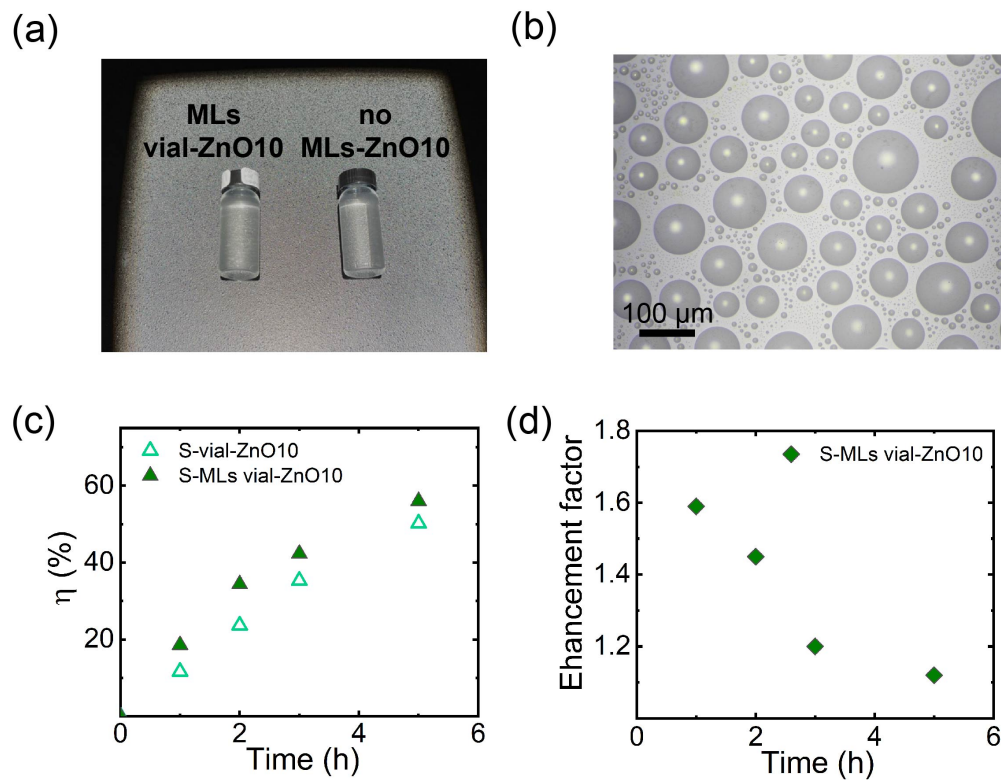 (a)
MLs
vial-ZnO10
no
MLs-ZnO10
(b)
100 µm
(c)
S-vial-ZnO10
S-MLs vial-ZnO10
η (%)
60
40
20
0
2
4
6
Time (h)
(d)
S-MLs vial-ZnO10
Ehancement factor
1.8
1.6
1.4
1.2
0
2
4
6
Time (h)